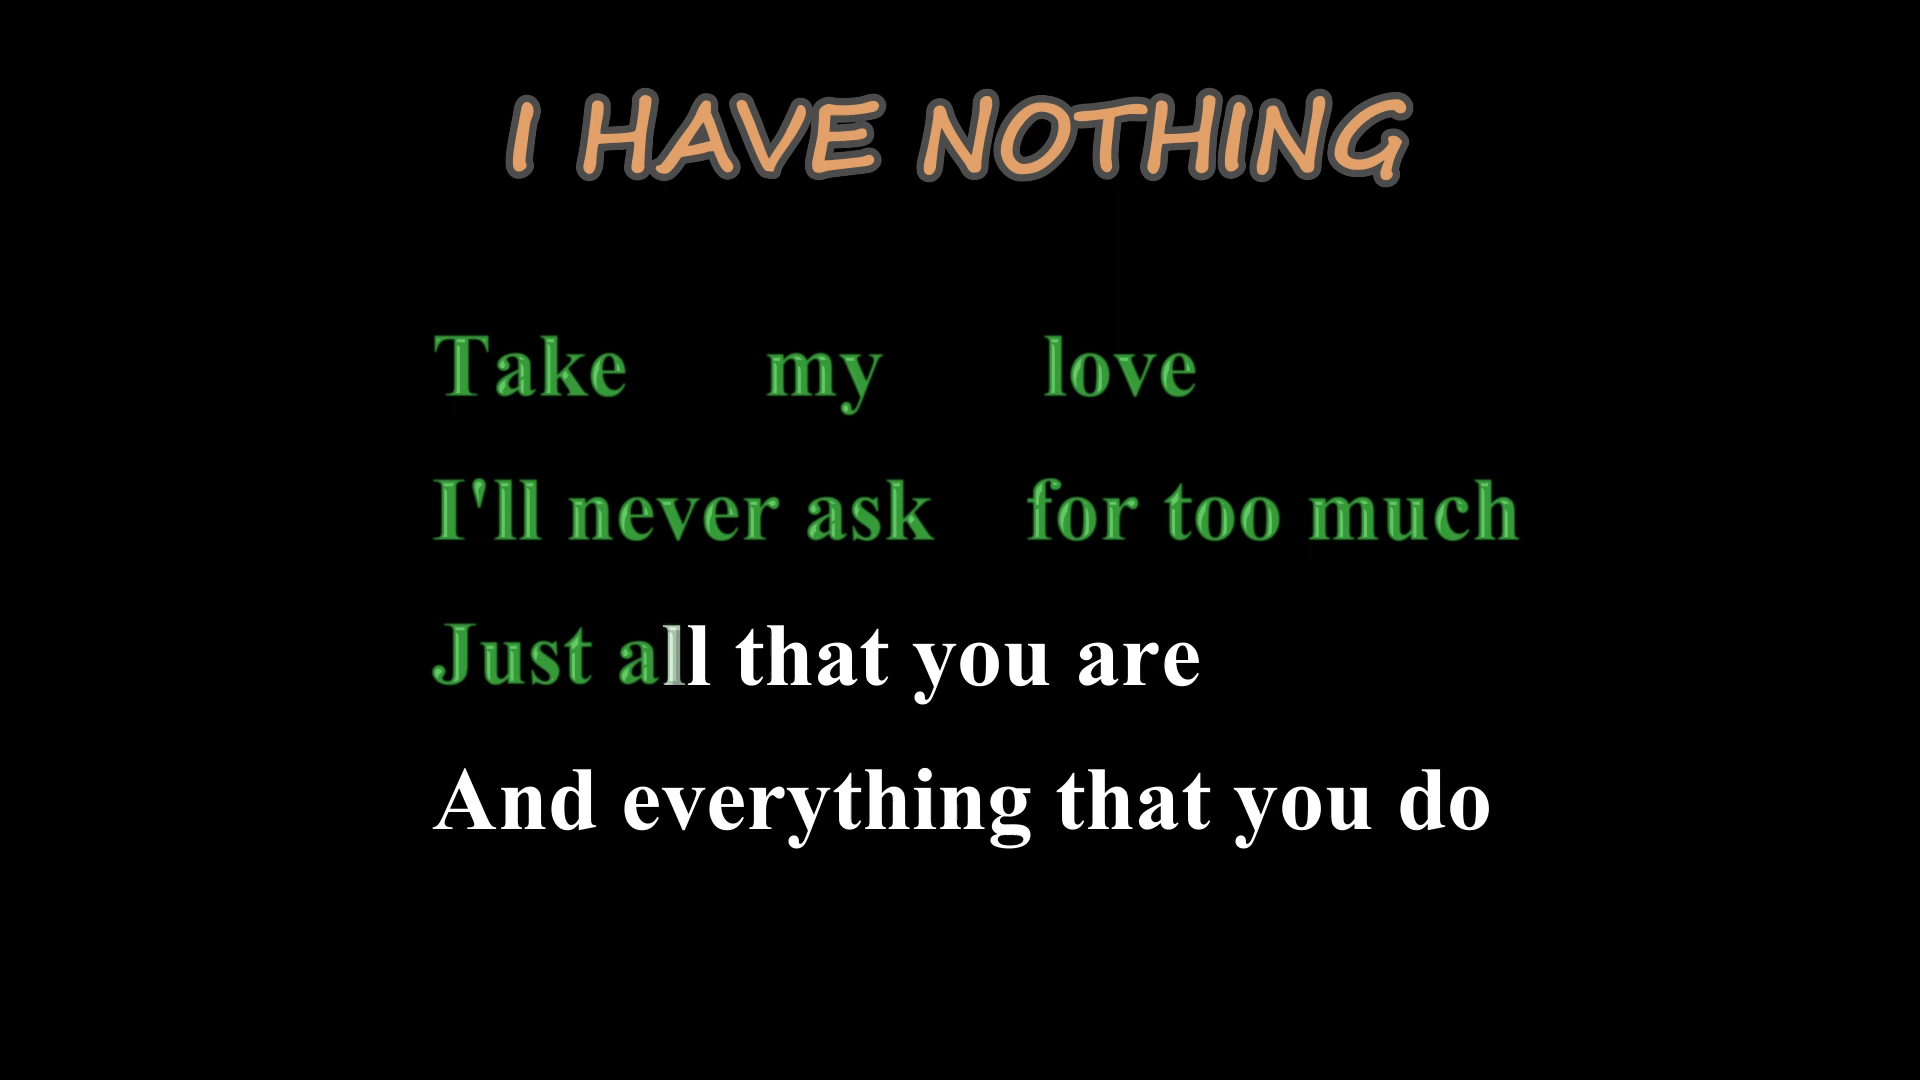 I HAVE NOTHING
Take my love
I'll never ask for too much
Just all that you are
And everything that you do